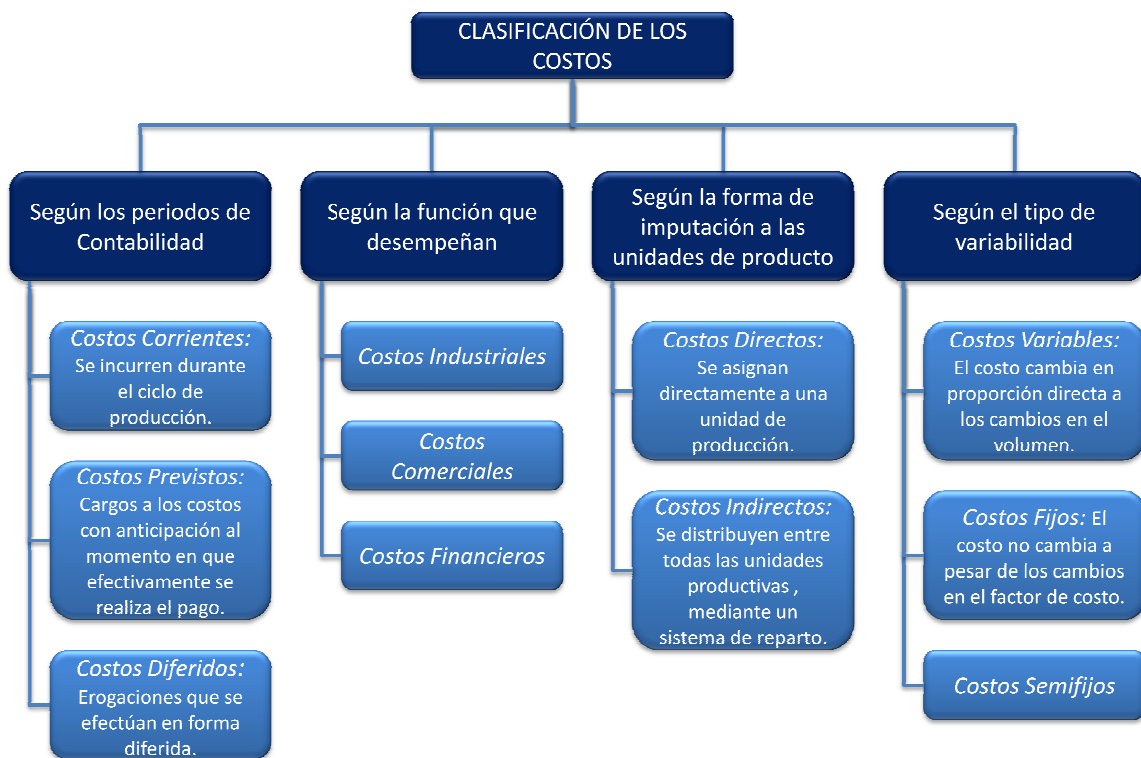 CLASIFICACIÓN DE LOS
COSTOS
Según los periodos de
Contabilidad
Costos Corrientes:
Se incurren durante
el ciclo de
producción.
Costos Previstos:
Cargos a los costos
con anticipación al
momento en que
efectivamente se
realiza el pago.
Costos Diferidos:
Erogaciones que se
efectúan en forma
diferida.
Según la función que
desempeñan
Costos Industriales
Costos
Comerciales
Costos Financieros
Según la forma de
imputación a las
unidades de producto
Costos Directos:
Se asignan
directamente a una
unidad de
producción.
Costos Indirectos:
Se distribuyen entre
todas las unidades
productivas ,
mediante un
sistema de reparto.
Según el tipo de
variabilidad
Costos Variables:
El costo cambia en
proporción directa a
los cambios en el
volumen.
Costos Fijos: El
costo no cambia a
pesar de los cambios
en el factor de costo.
Costos Semifijos